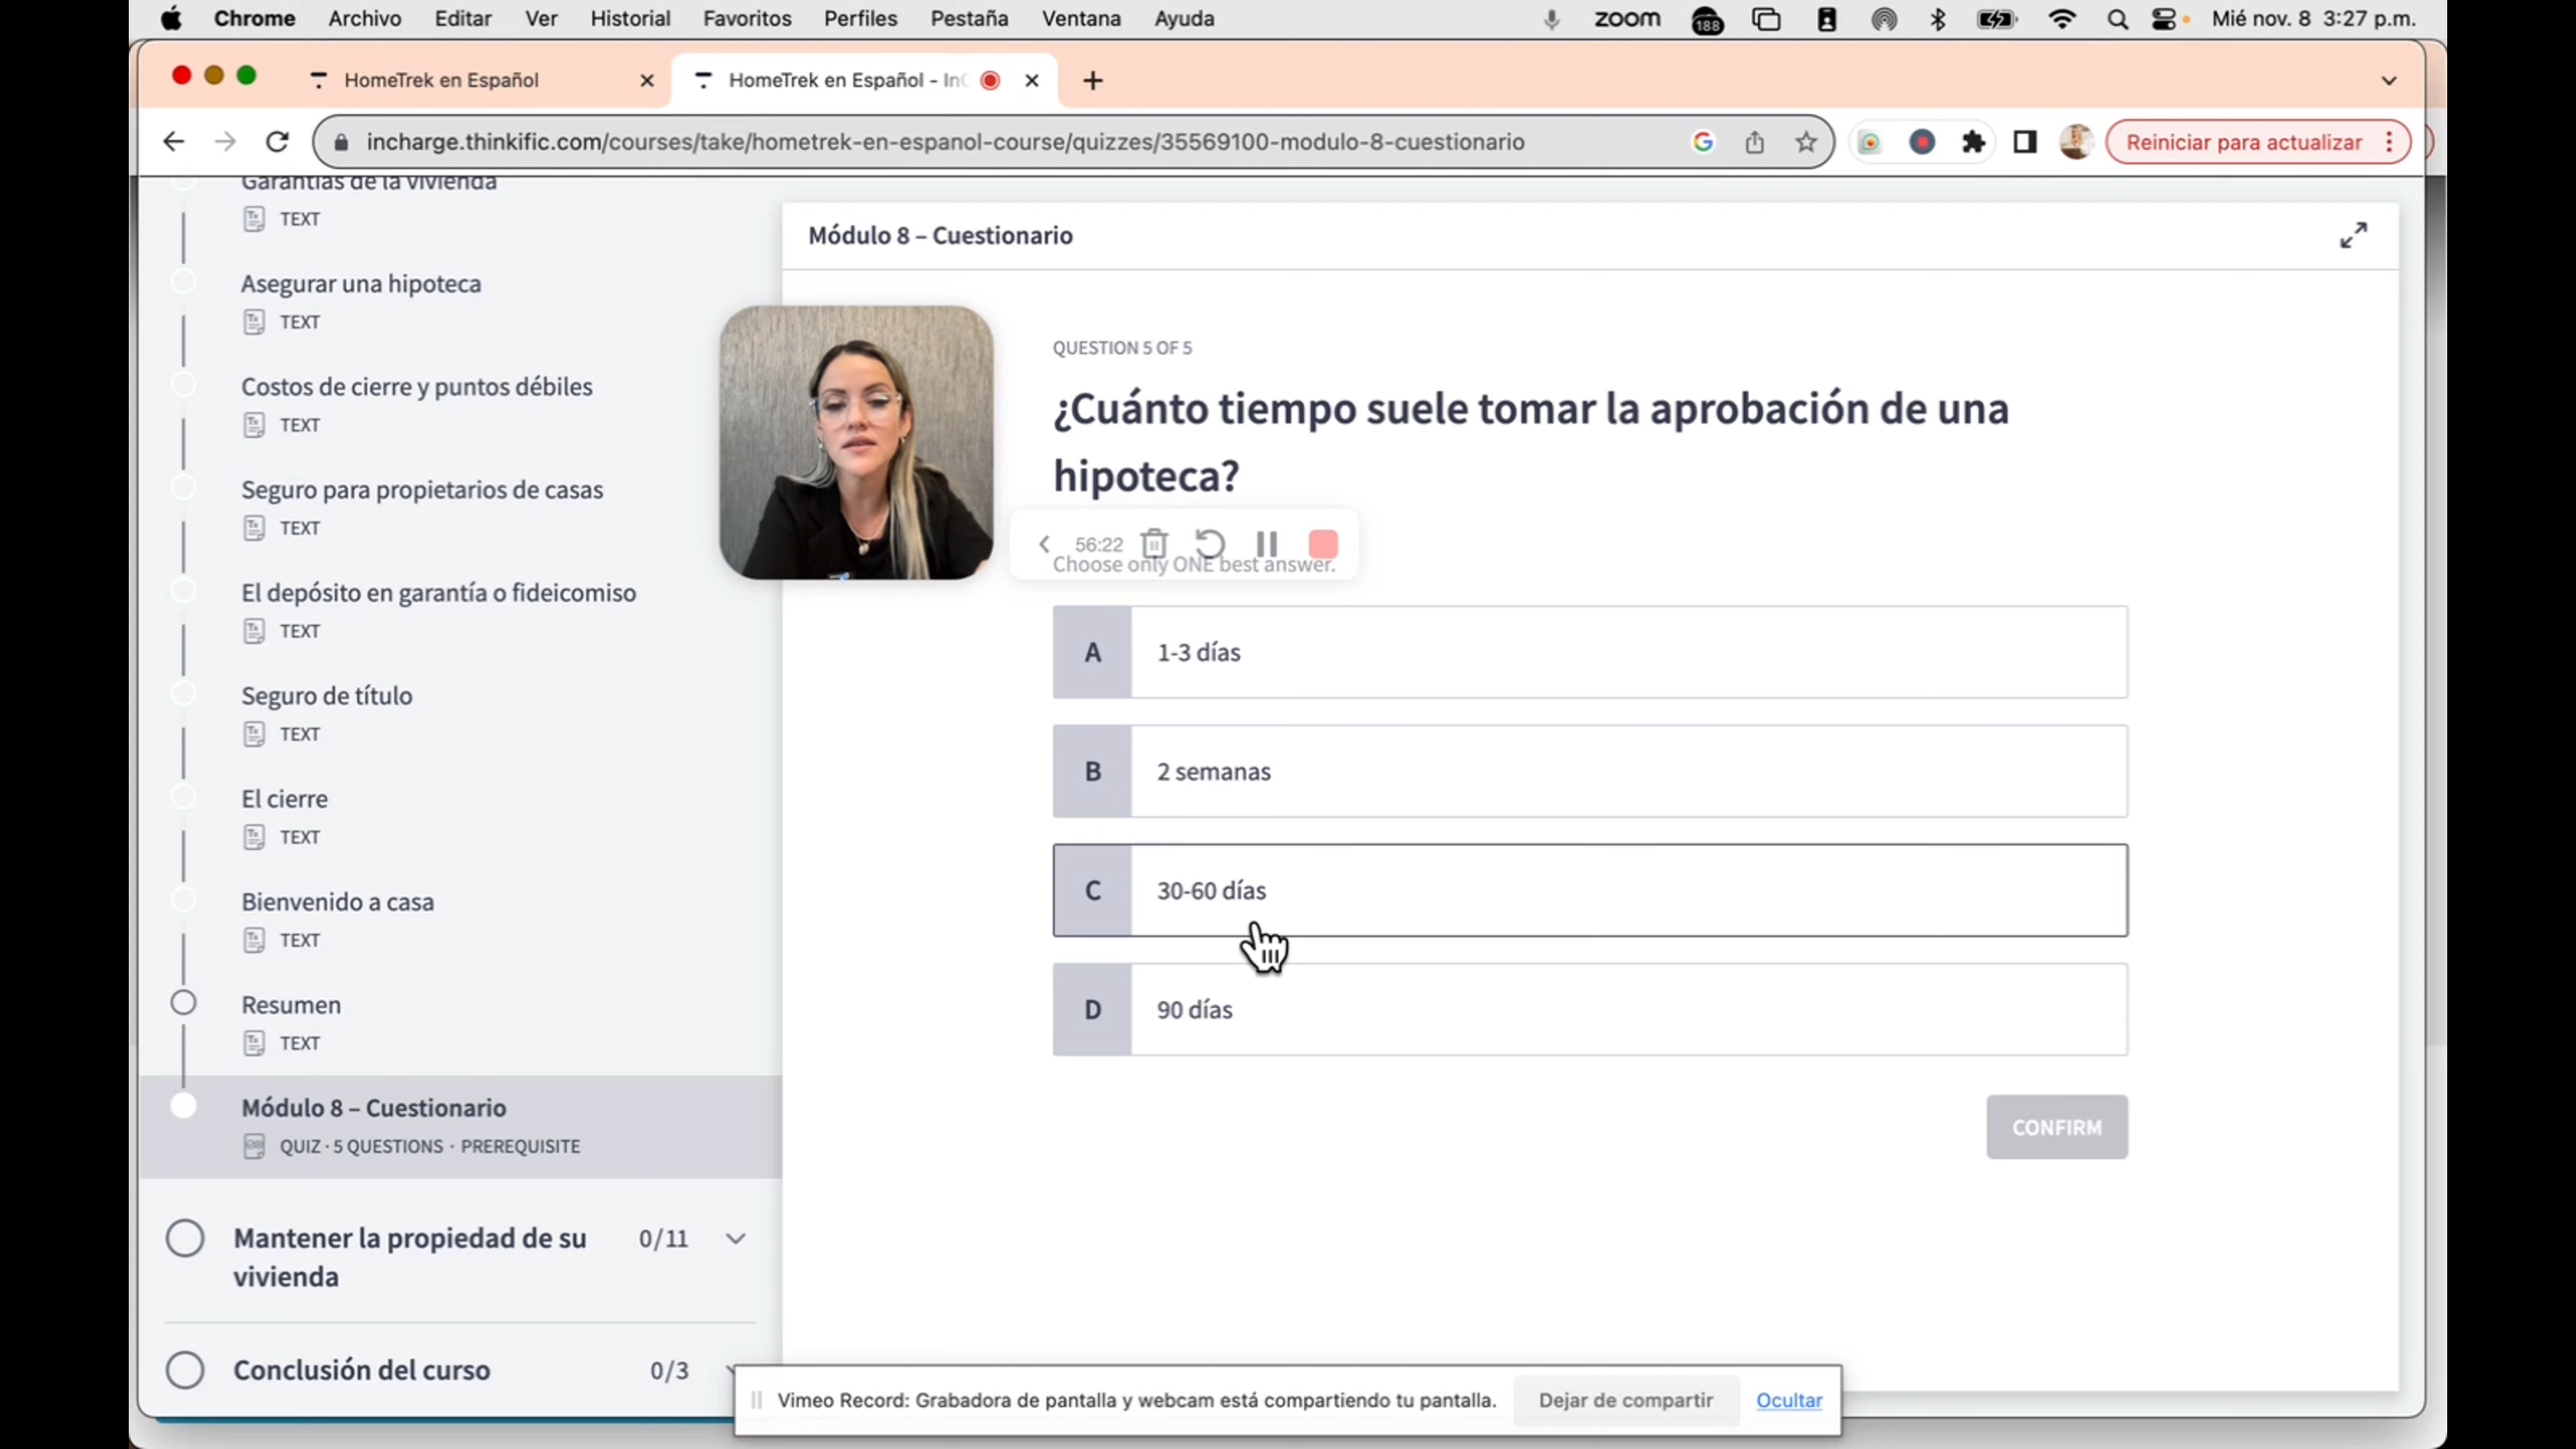 Chrome Archivo Editar Ver Historial Favoritos Perfiles Pestaña Ventana Ayuda
zoom 188 Mié nov. 8 3:27 p.m.
HomeTrek en Español
HomeTrek en Español - In
incharge.thinkific.com/courses/take/hometrek-en-espanol-course/quizzes/35569100-modulo-8-cuestionario
Reiniciar para actualizar
Garantías de la vivienda
TEXT
Asegurar una hipoteca
TEXT
Costos de cierre y puntos débiles
TEXT
Seguro para propietarios de casas
TEXT
El depósito en garantía o fideicomiso
TEXT
Seguro de título
TEXT
El cierre
TEXT
Bienvenido a casa
TEXT
Resumen
TEXT
Módulo 8 – Cuestionario
QUIZ · 5 QUESTIONS · PREREQUISITE
Mantener la propiedad de su
vivienda
0/11
Conclusión del curso 0/3
Módulo 8 – Cuestionario
QUESTION 5 OF 5
¿Cuánto tiempo suele tomar la aprobación de una
hipoteca?
56:22
Choose only ONE best answer.
A 1-3 días
B 2 semanas
C 30-60 días
D 90 días
CONFIRM
Vimeo Record: Grabadora de pantalla y webcam está compartiendo tu pantalla. Dejar de compartir Ocultar